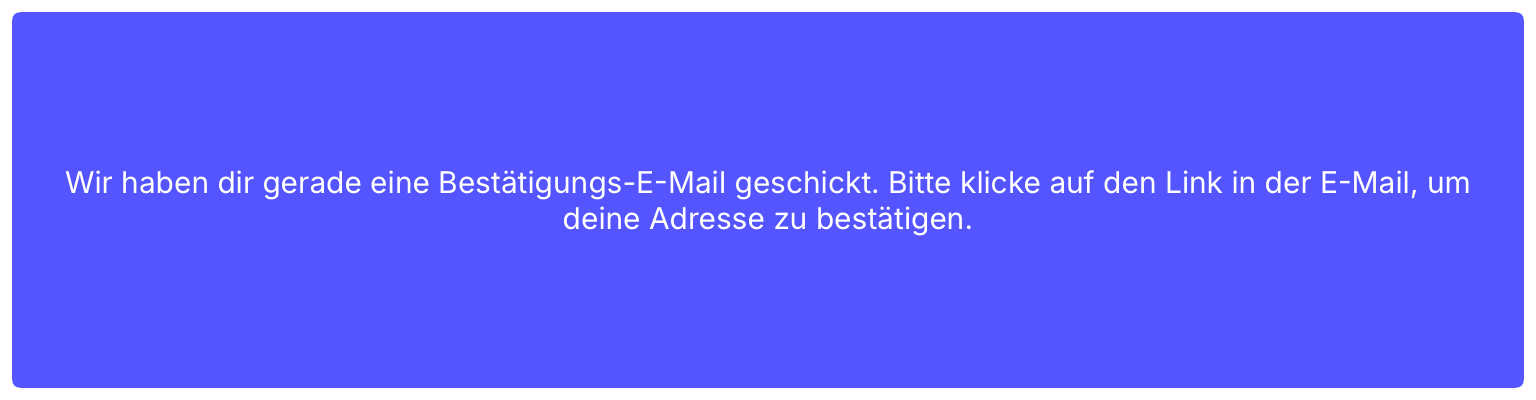 Wir haben dir gerade eine Bestätigungs-E-Mail geschickt. Bitte klicke auf den Link in der E-Mail, um
deine Adresse zu bestätigen.